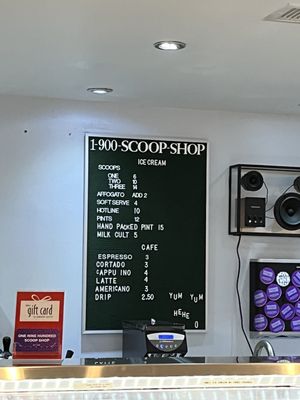 1-900-SCOOP-SHOP
ICE CREAM
SCOOPS
ONE 6
TWO 10
THREE 14
AFFOGATO ADD 2
SOFT SERVE 4
HOTLINE 10
PINTS 12
HAND PACKED PINT 15
MILK CULT 5
CAFE
ESPRESSO 3
CORTADO 3
CAPPU INO 4
LATTE 4
AMERICANO 3
DRIP 2.50
YUM YUM
HEHE
O
gift card
ONE HUNDRED
SCOOP SHOP